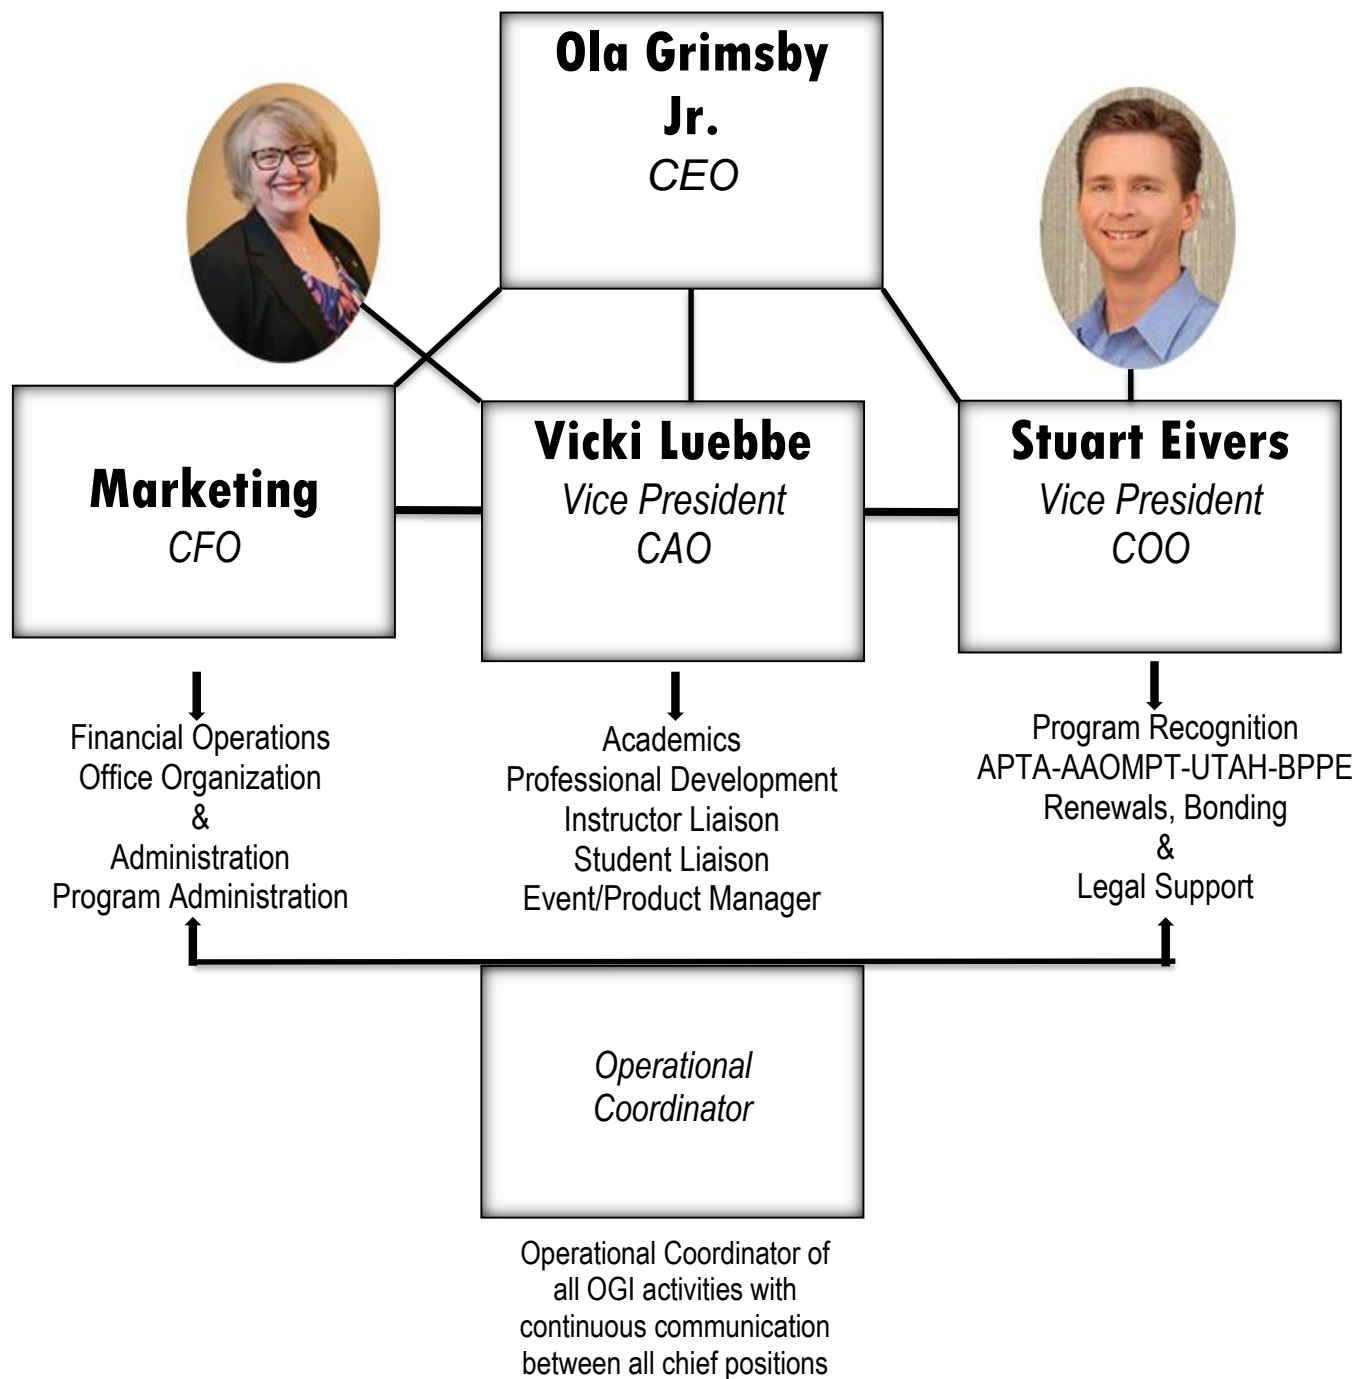 Ola Grimsby
Jr.
CEO
Marketing
CFO
Vicki Luebbe
Vice President
CAO
Stuart Eivers
Vice President
COO
Financial Operations
Office Organization
&
Administration
Program Administration
Academics
Professional Development
Instructor Liaison
Student Liaison
Event/Product Manager
Program Recognition
APTA-AAOMPT-UTAH-BPPE
Renewals, Bonding
&
Legal Support
Operational
Coordinator
Operational Coordinator of
all OGI activities with
continuous communication
between all chief positions